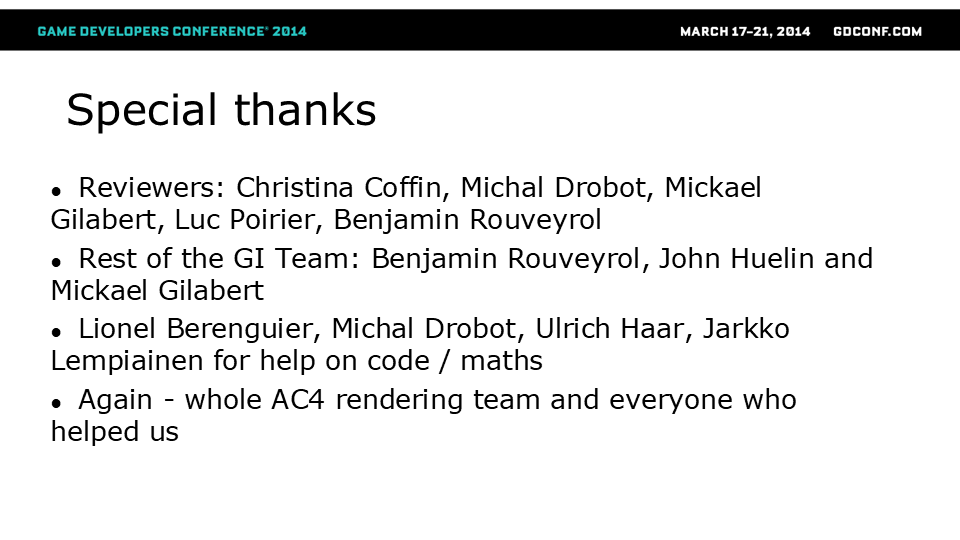 GAME DEVELOPERS CONFERENCE® 2014
MARCH 17–21, 2014 GDCONF.COM
Special thanks
● Reviewers: Christina Coffin, Michal Drobot, Mickael
Gilabert, Luc Poirier, Benjamin Rouveyrol
● Rest of the GI Team: Benjamin Rouveyrol, John Huelin and
Mickael Gilabert
● Lionel Berenguier, Michal Drobot, Ulrich Haar, Jarkko
Lempiainen for help on code / maths
● Again - whole AC4 rendering team and everyone who
helped us